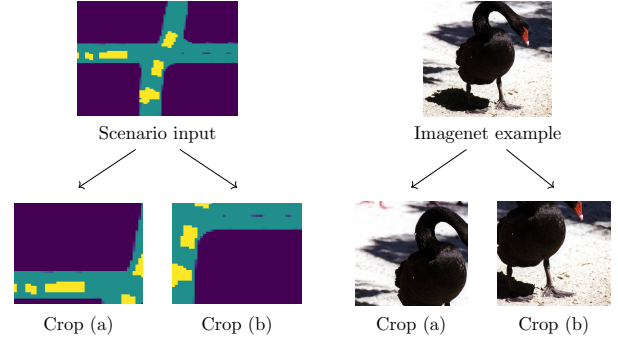 Scenario input
Imagenet example
Crop (a)
Crop (b)
Crop (a)
Crop (b)